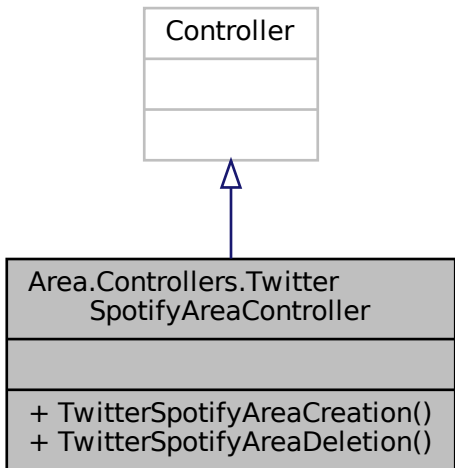 Controller
Area.Controllers.Twitter
SpotifyAreaController
+ TwitterSpotifyAreaCreation()
+ TwitterSpotifyAreaDeletion()